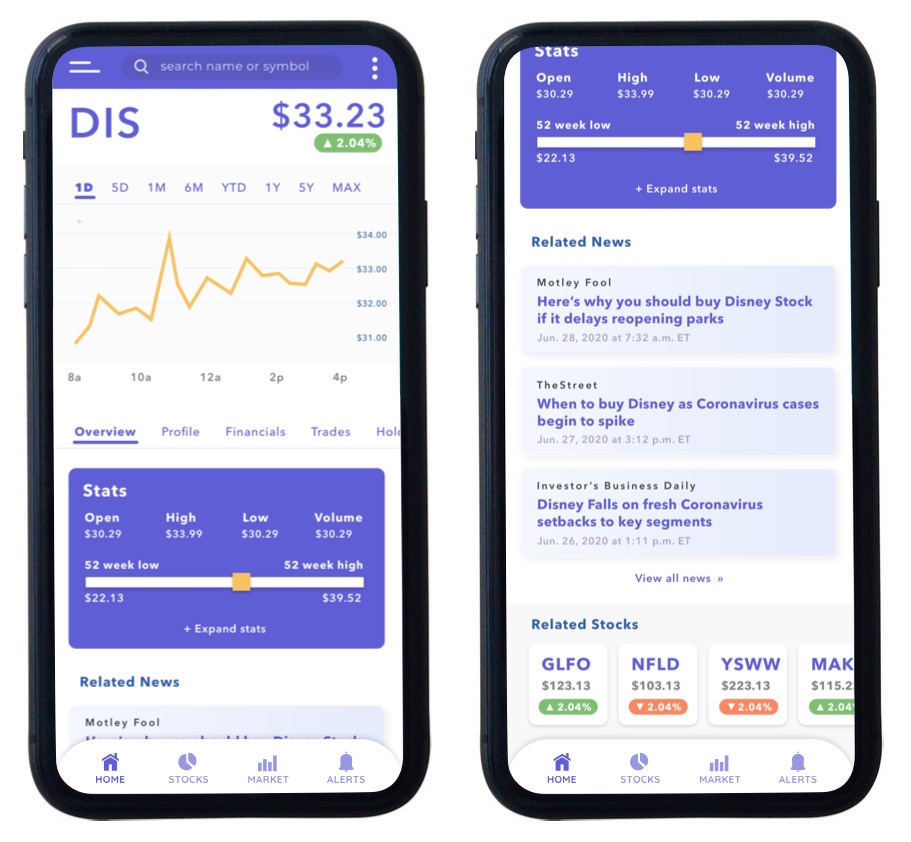 search name or symbol
DIS
$33.23
▲ 2.04%
1D 5D 1M 6M YTD 1Y 5Y MAX
$34.00
$33.00
$32.00
$31.00
8a 10a 12a 2p 4p
Overview Profile Financials Trades Hold
Stats
Open High Low Volume
$30.29 $33.99 $30.29 $30.29
52 week low 52 week high
$22.13 $39.52
+ Expand stats
Related News
Motley Fool
Here's why you should buy Disney Stock
HOME STOCKS MARKET ALERTS
Stats
Open High Low Volume
$30.29 $33.99 $30.29 $30.29
52 week low 52 week high
$22.13 $39.52
+ Expand stats
Related News
Motley Fool
Here's why you should buy Disney Stock
if it delays reopening parks
Jun. 28, 2020 at 7:32 a.m. ET
TheStreet
When to buy Disney as Coronavirus cases
begin to spike
Jun. 27, 2020 at 3:12 p.m. ET
Investor's Business Daily
Disney Falls on fresh Coronavirus
setbacks to key segments
Jun. 26, 2020 at 1:11 p.m. ET
View all news »
Related Stocks
GLFO NFLD YSWW MAK
$123.13 $103.13 $223.13 $115.2
▲ 2.04% ▼ 2.04% ▼ 2.04% ▲ 2.04
HOME STOCKS MARKET ALERTS